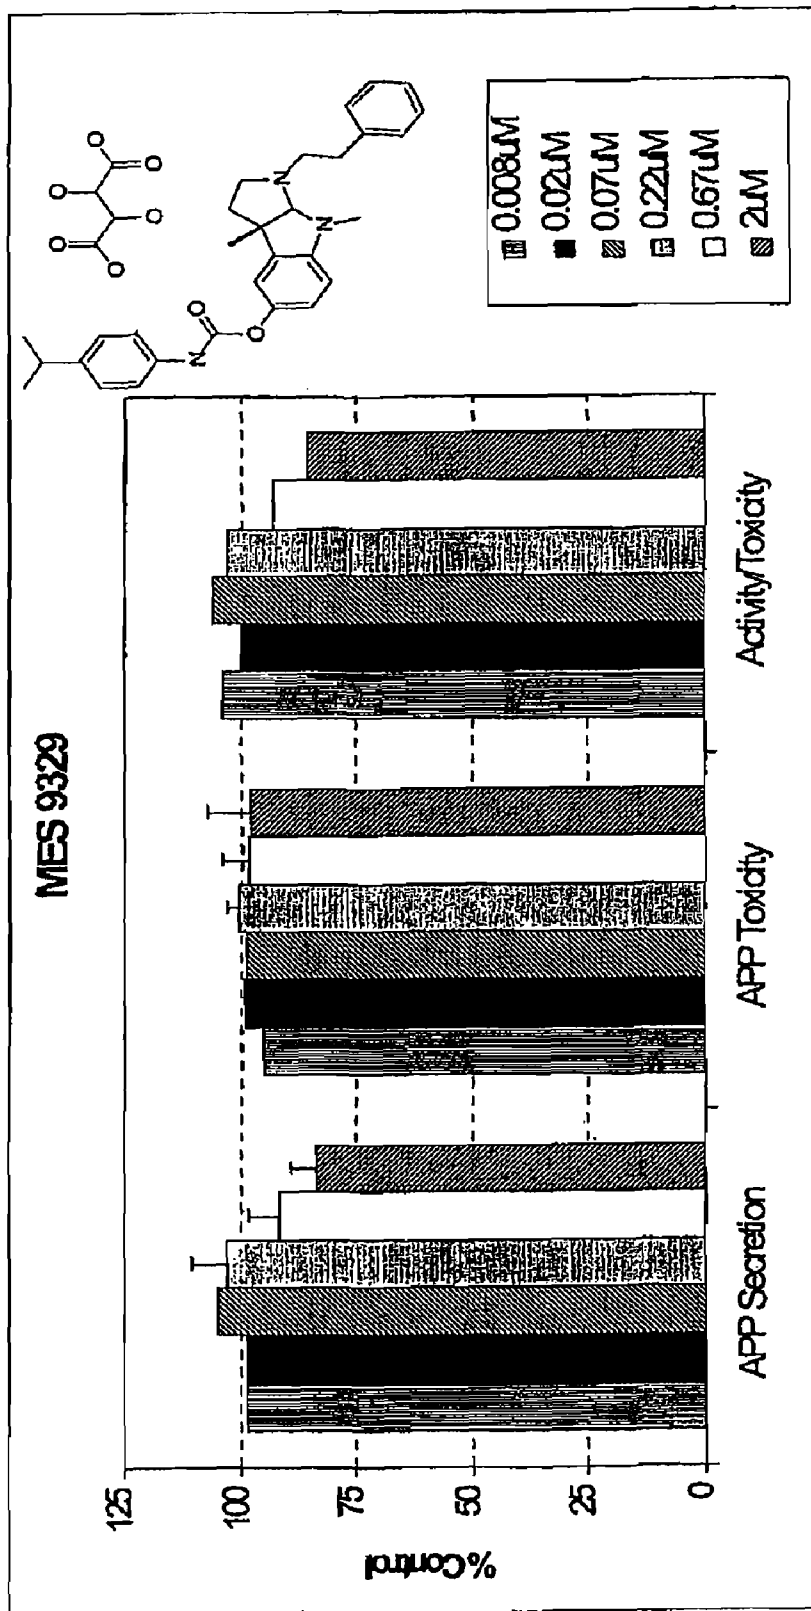 MES 9329
% Control
125
100
75
50
25
0
APP Secretion
APP Toxicity
Activity/Toxicity
0.008uM
0.02uM
0.07uM
0.22uM
0.67uM
2uM
O
O
O
O
O
O
N
O
O
N
N